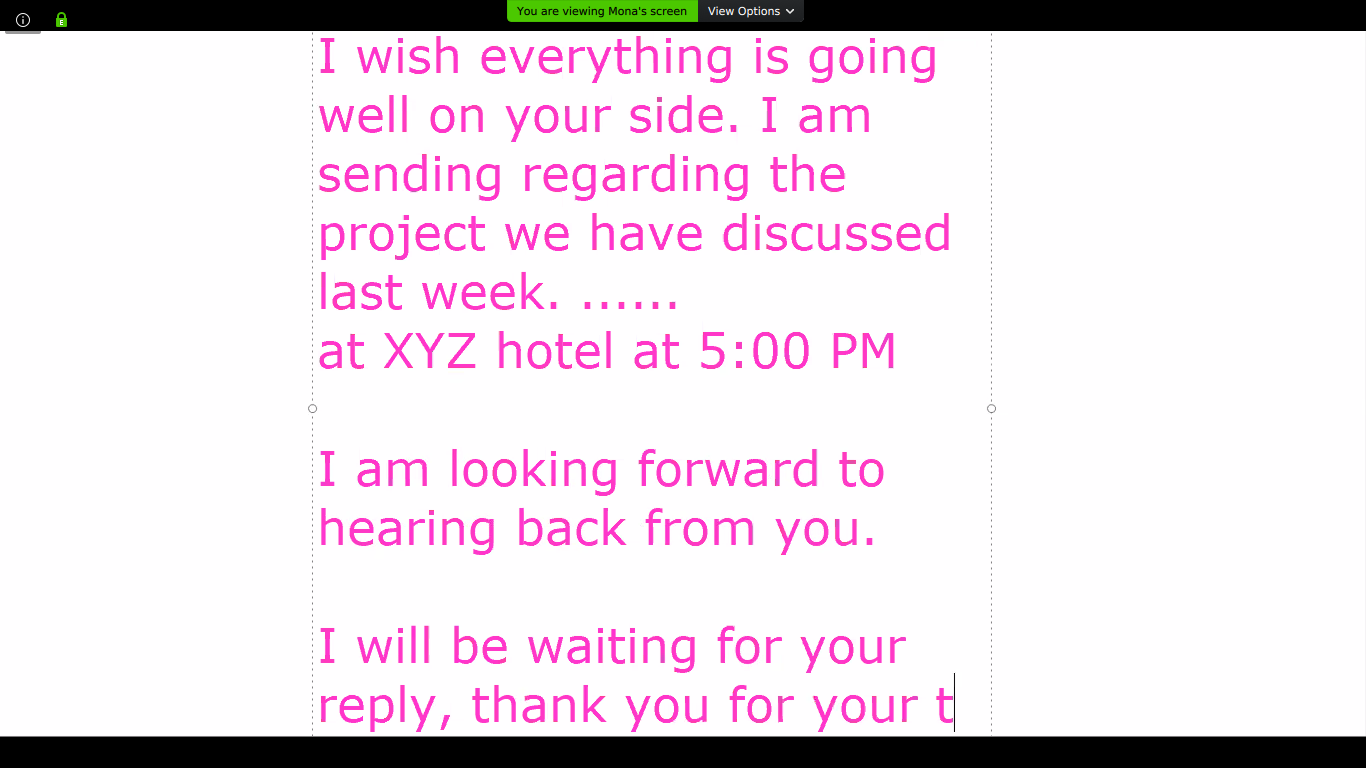 You are viewing Mona's screen
View Options
I wish everything is going
well on your side. I am
sending regarding the
project we have discussed
last week. ......
at XYZ hotel at 5:00 PM
I am looking forward to
hearing back from you.
I will be waiting for your
reply, thank you for your t